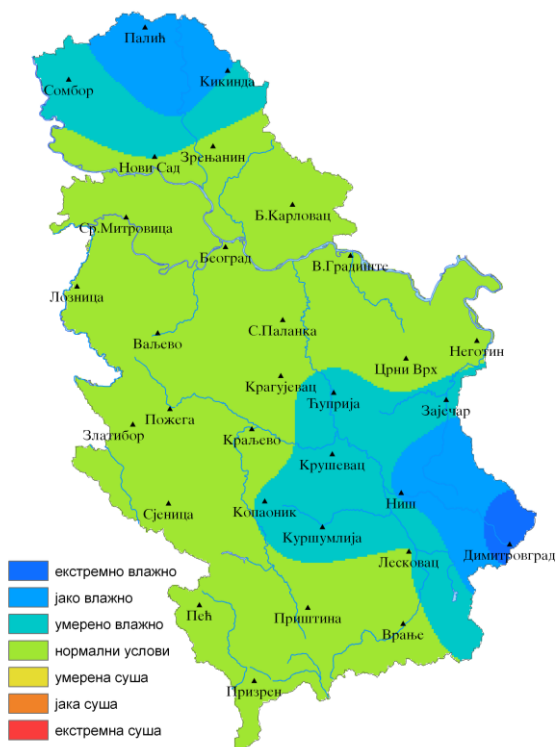 Палић
Кикинда
Сомбор
Зрењанин
Нови Сад
Б.Карловац
Ср.Митровица
Београд
В.Градиште
Лозница
С.Паланка
Ваљево
Неготин
Црни Врх
Крагујевац
Ћуприја
Зајечар
Пожега
Златибор
Краљево
Крушевац
Ниш
Копаоник
Сјеница
Куршумлија
Димитровград
Лесковац
Пећ
Приштина
Врање
Призрен
екстремно влажно
јако влажно
умерено влажно
нормални услови
умерена суша
јака суша
екстремна суша